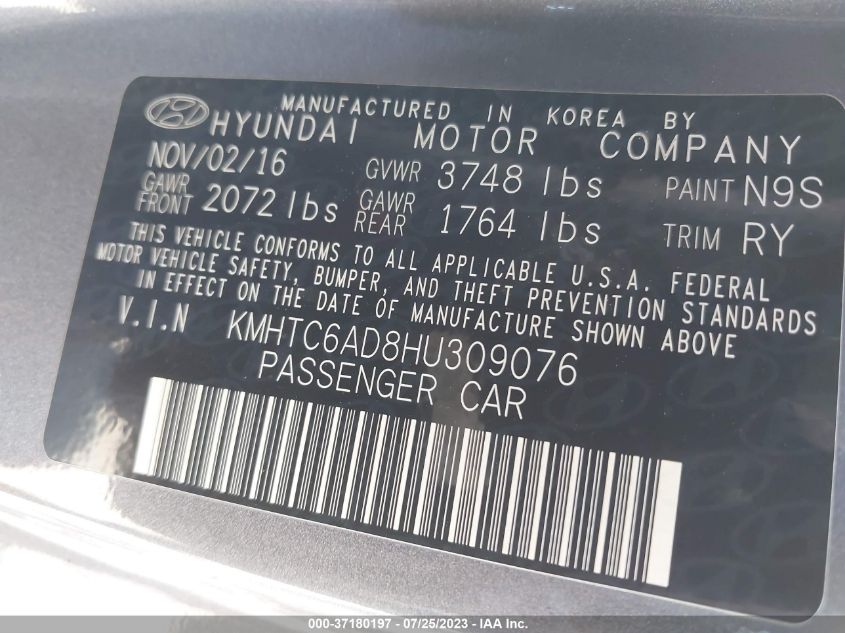 MANUFACTURED IN KOREA BY
HYUNDAI MOTOR COMPANY
NOV/02/16 GVWR 3748 lbs PAINT N9S
GAWR FRONT 2072 lbs GAWR REAR 1764 lbs TRIM RY
THIS VEHICLE CONFORMS TO ALL APPLICABLE U.S.A. FEDERAL
MOTOR VEHICLE SAFETY, BUMPER, AND THEFT PREVENTION STANDARDS
IN EFFECT ON THE DATE OF MANUFACTURE SHOWN ABOVE
V.I.N KMHTC6AD8HU309076
PASSENGER CAR
000-37180197 - 07/25/2023 - IAA Inc.